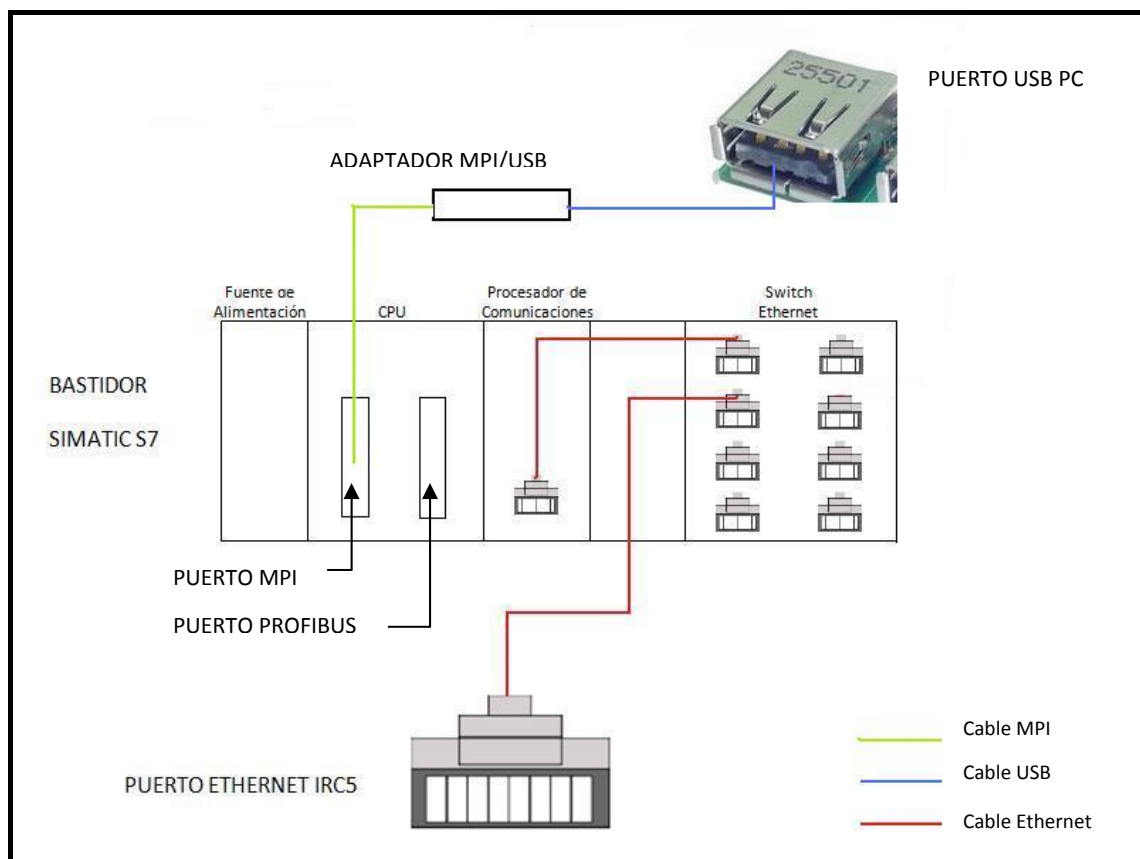 25501
PUERTO USB PC
ADAPTADOR MPI/USB
Fuente de
Alimentación
CPU
Procesador de
Comunicaciones
Switch
Ethernet
BASTIDOR
SIMATIC S7
PUERTO MPI
PUERTO PROFIBUS
PUERTO ETHERNET IRC5
Cable MPI
Cable USB
Cable Ethernet